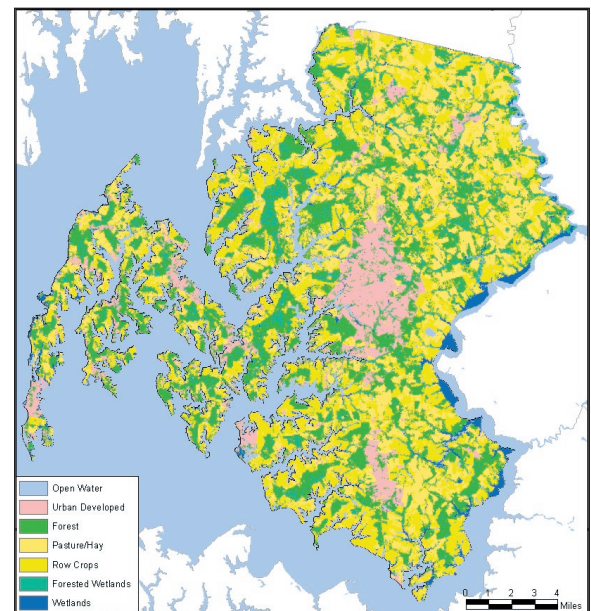 Open Water
Urban Developed
Forest
Pasture/Hay
Row Crops
Forested Wetlands
Wetlands
0 1 2 3 4
Miles